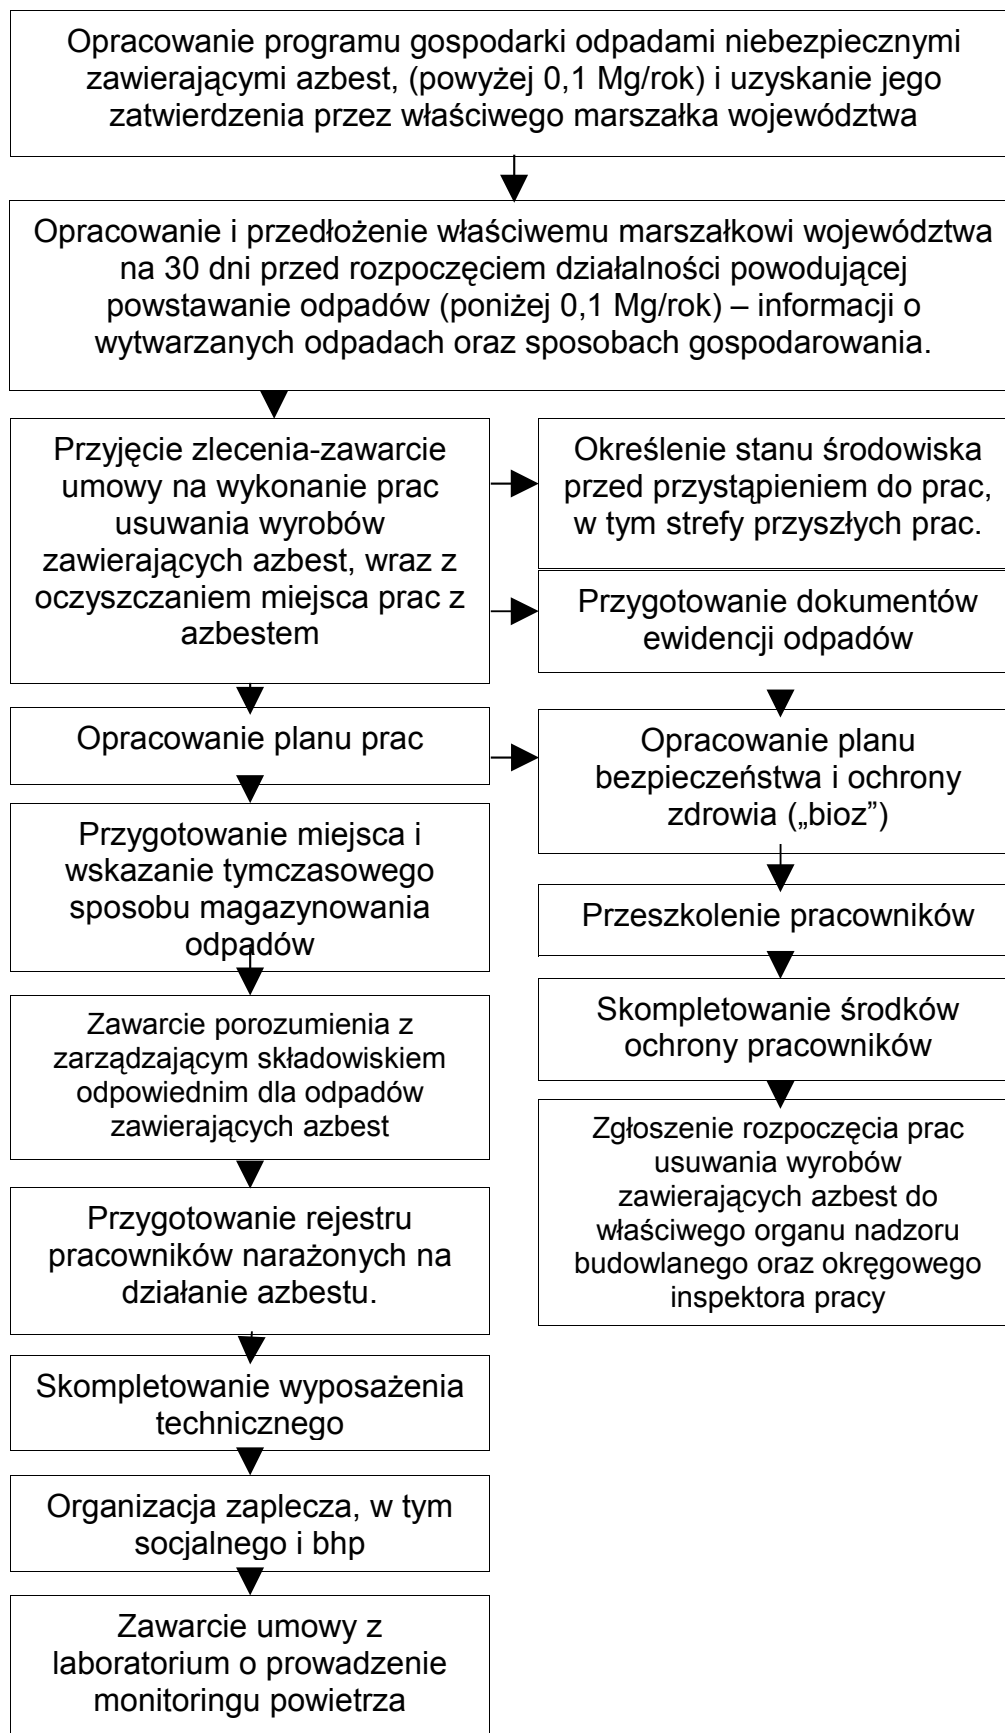 Opracowanie programu gospodarki odpadami niebezpiecznymi
zawierającymi azbest, (powyżej 0,1 Mg/rok) i uzyskanie jego
zatwierdzenia przez właściwego marszałka województwa
Opracowanie i przedłożenie właściwemu marszałkowi województwa
na 30 dni przed rozpoczęciem działalności powodującej
powstawanie odpadów (poniżej 0,1 Mg/rok) – informacji o
wytwarzanych odpadach oraz sposobach gospodarowania.
Przyjęcie zlecenia-zawarcie
umowy na wykonanie prac
usuwania wyrobów
zawierających azbest, wraz z
oczyszczaniem miejsca prac z
azbestem
Określenie stanu środowiska
przed przystąpieniem do prac,
w tym strefy przyszłych prac.
Przygotowanie dokumentów
ewidencji odpadów
Opracowanie planu prac
Opracowanie planu
bezpieczeństwa i ochrony
zdrowia („bioz”)
Przygotowanie miejsca i
wskazanie tymczasowego
sposobu magazynowania
odpadów
Przeszkolenie pracowników
Skompletowanie środków
ochrony pracowników
Zawarcie porozumienia z
zarządzającym składowiskiem
odpowiednim dla odpadów
zawierających azbest
Zgłoszenie rozpoczęcia prac
usuwania wyrobów
zawierających azbest do
właściwego organu nadzoru
budowlanego oraz okręgowego
inspektora pracy
Przygotowanie rejestru
pracowników narażonych na
działanie azbestu.
Skompletowanie wyposażenia
technicznego
Organizacja zaplecza, w tym
socjalnego i bhp
Zawarcie umowy z
laboratorium o prowadzenie
monitoringu powietrza